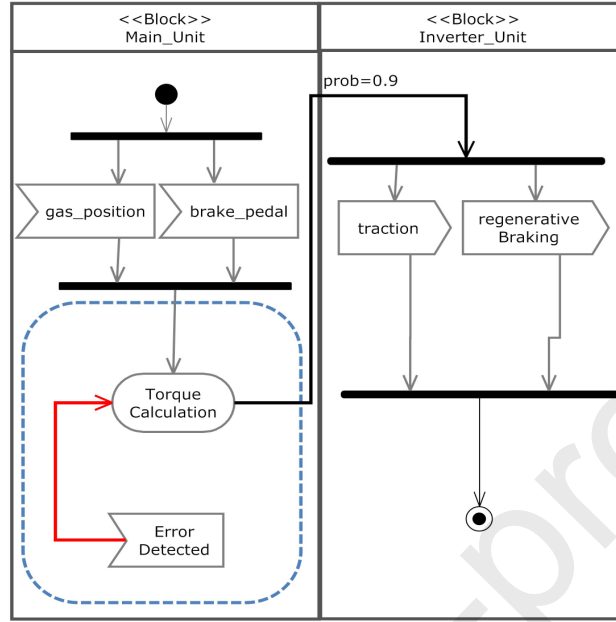 <<Block>>
Main_Unit
<<Block>>
Inverter_Unit
prob=0.9
gas_position
brake_pedal
traction
regenerative
Braking
Torque
Calculation
Error
Detected